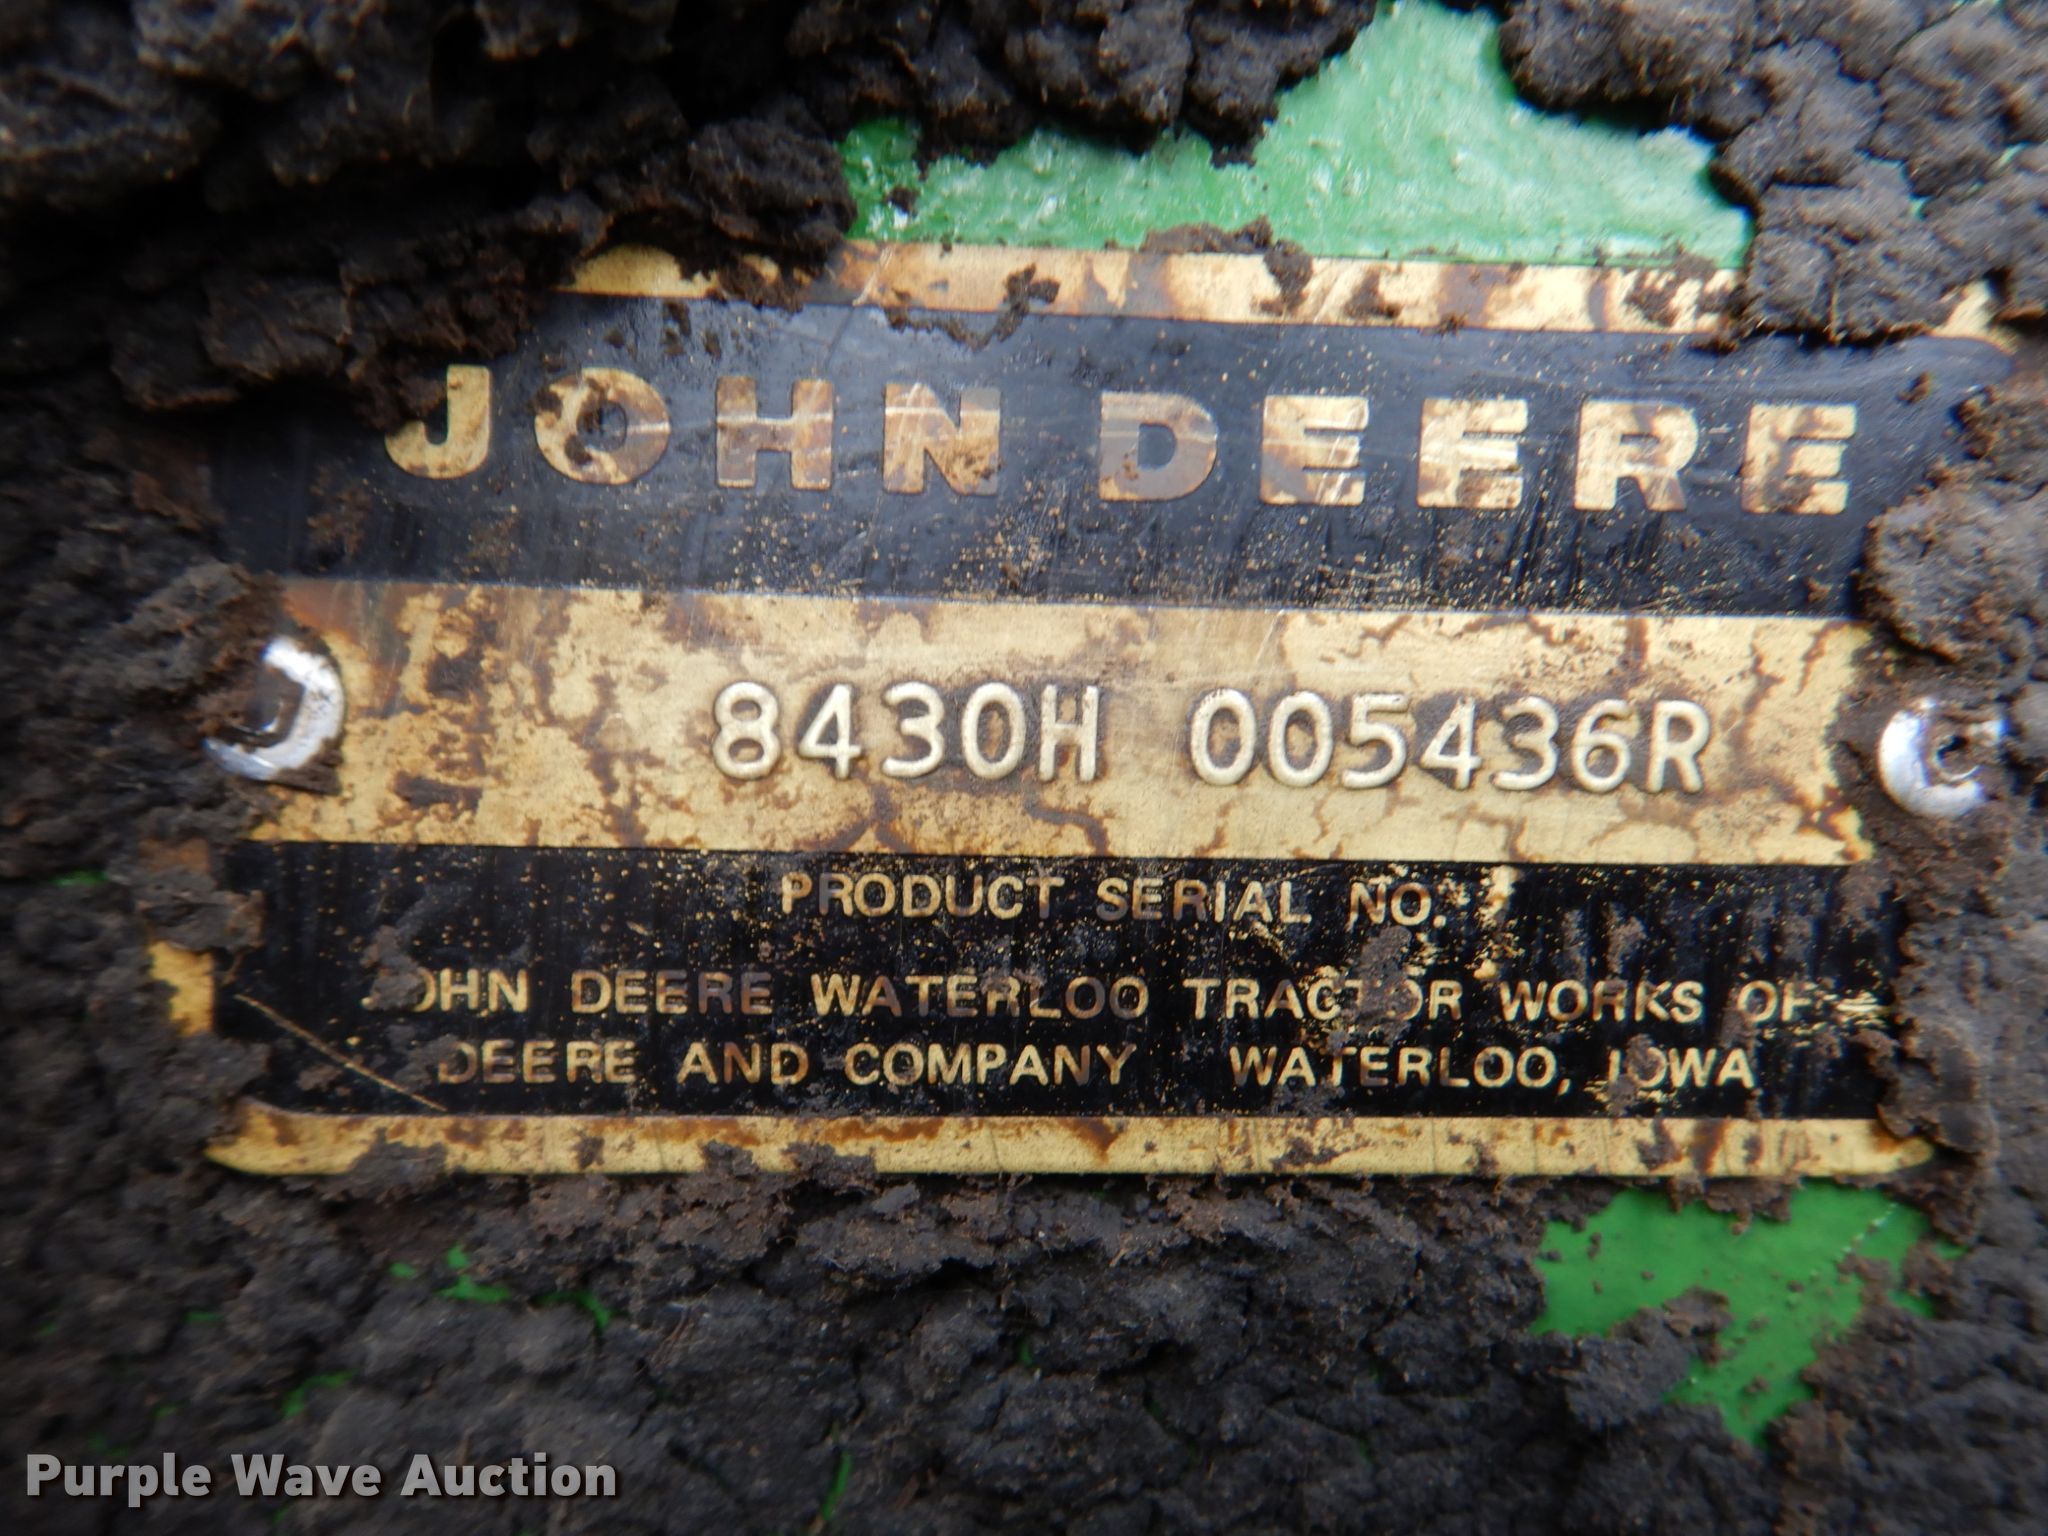 JOHN DEERE
8430H 005436R
PRODUCT SERIAL NO.
JOHN DEERE WATERLOO TRACTOR WORKS OF
DEERE AND COMPANY WATERLOO, IOWA
Purple Wave Auction